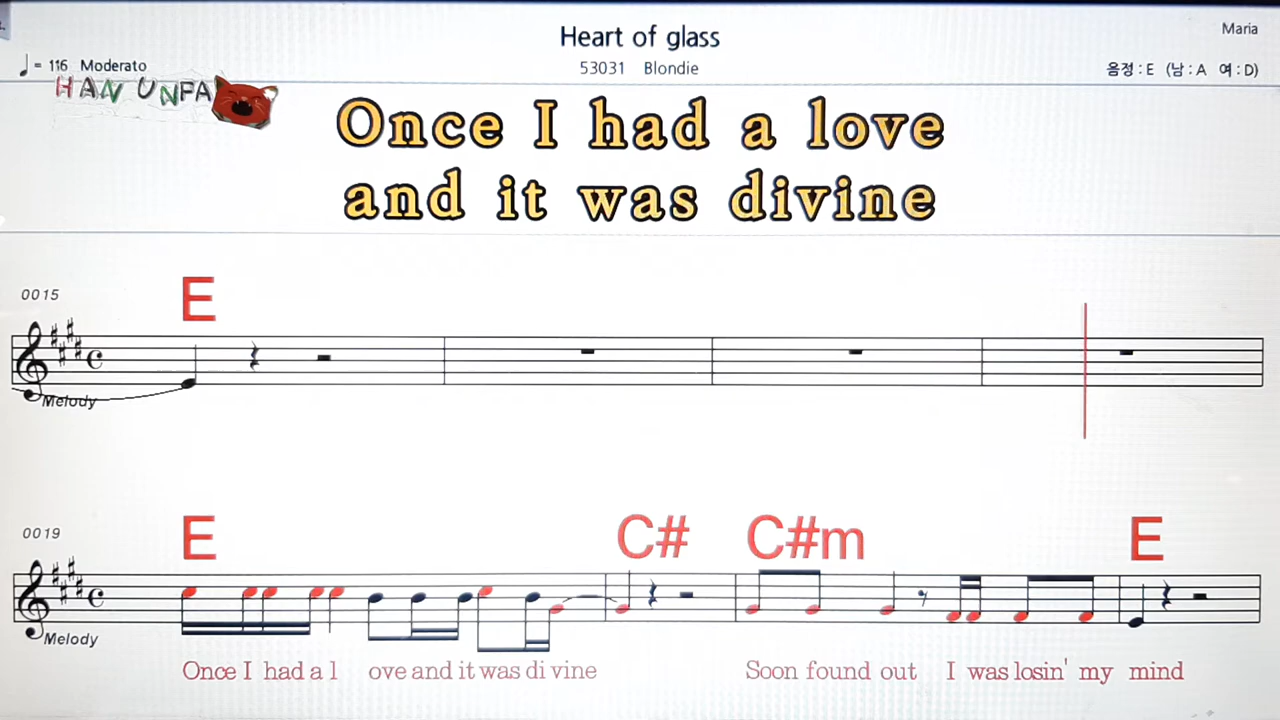 Heart of glass
Maria
♩ = 116 Moderato
53031 Blondie
음정 : E (남 : A 여 : D)
HAN UNPA
Once I had a love
and it was divine
0015
E
Melody
0019
E C# C#m E
Melody
Once I had a l ove and it was di vine Soon found out I was losin' my mind